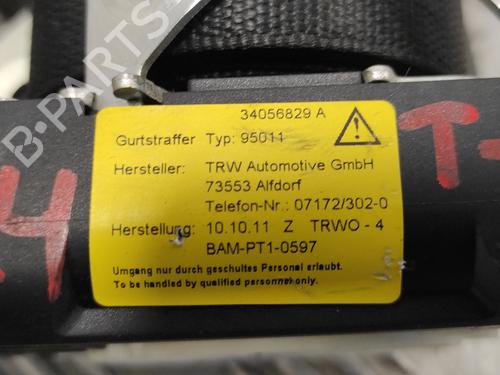 B-PARTS
34056829 A
Gurtstraffer Typ: 95011
Hersteller: TRW Automotive GmbH
73553 Alfdorf
Telefon-Nr.: 07172/302-0
Herstellung: 10.10.11 Z TRWO - 4
BAM-PT1-0597
Umgang nur durch geschultes Personal erlaubt.
To be handled by qualified personnel only.
4
T-